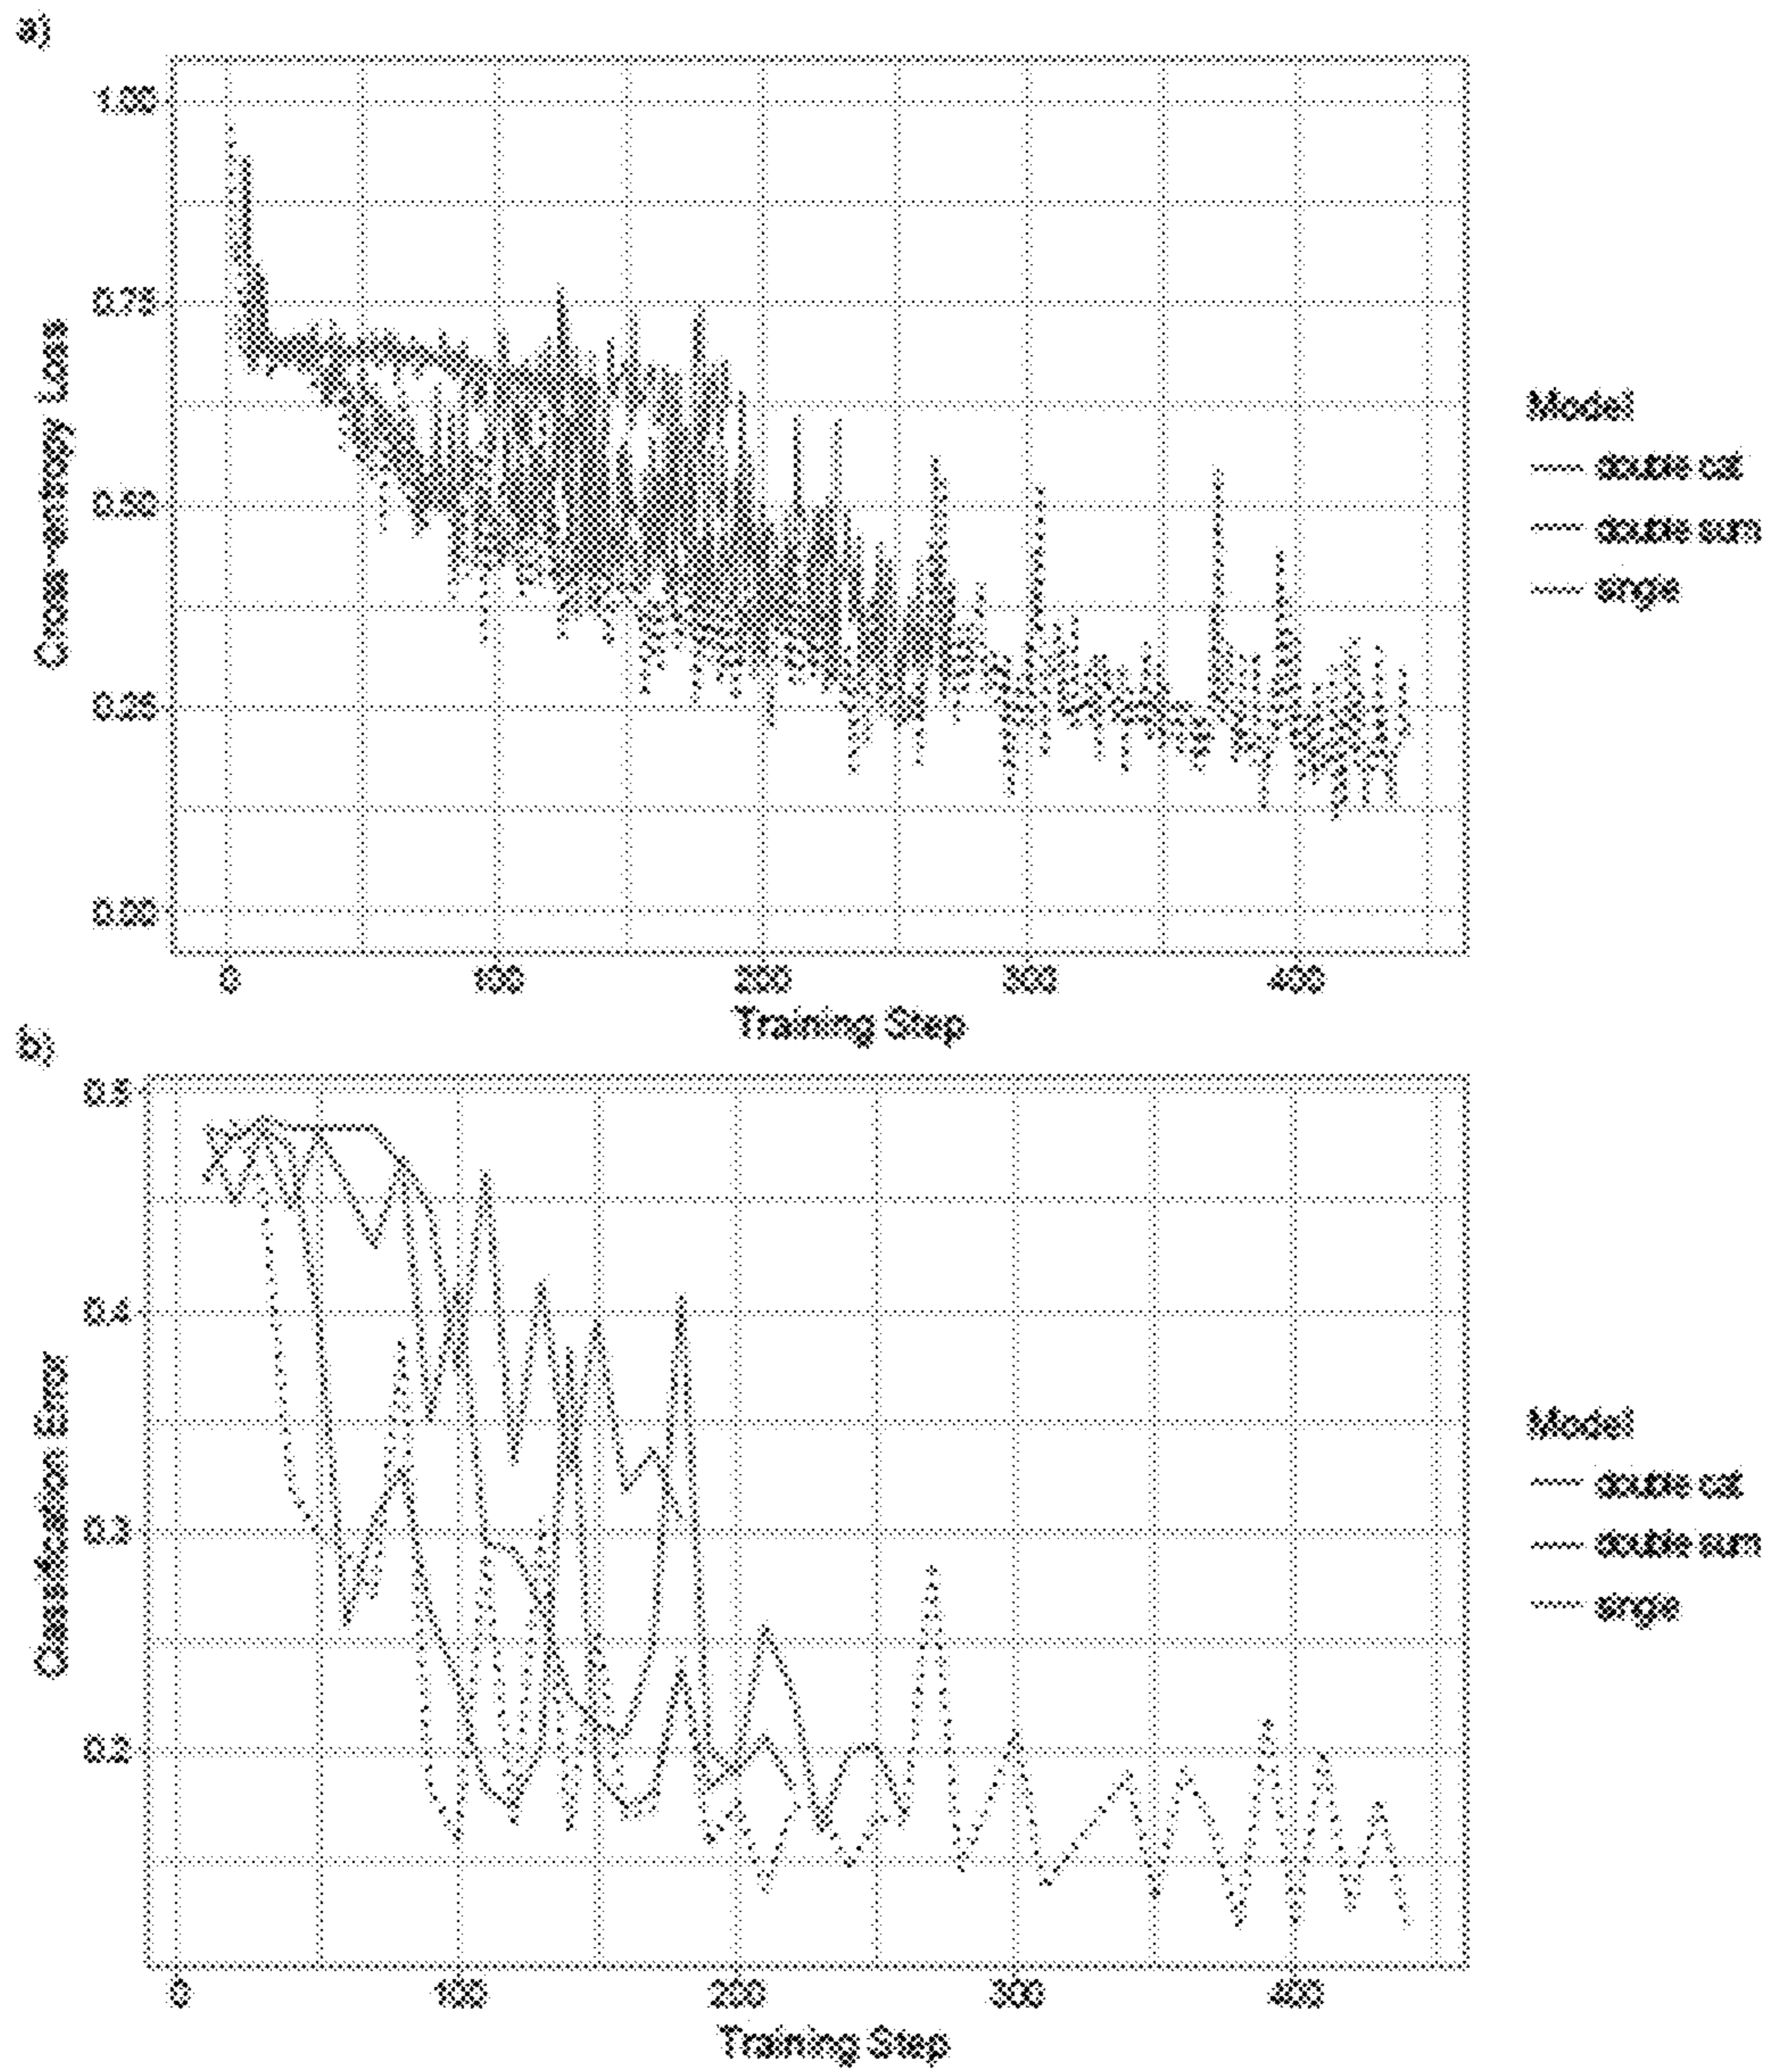 a)
1.00
0.75
0.50
0.25
0.00
Cross-entropy Loss
0
100
200
300
400
Training Step
Model
double cat
double sum
single
b)
0.5
0.4
0.3
0.2
Classification Error
0
100
200
300
400
Training Step
Model
double cat
double sum
single